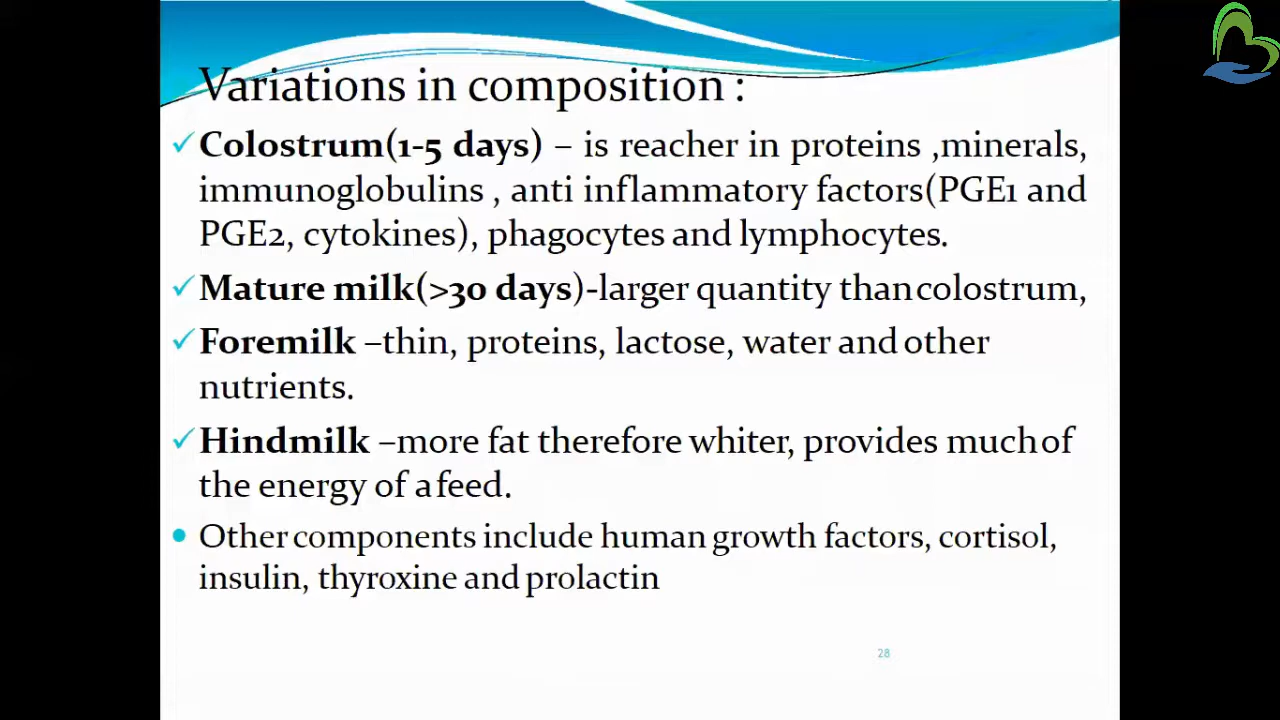 Variations in composition :
Colostrum(1-5 days) – is reacher in proteins ,minerals,
immunoglobulins , anti inflammatory factors(PGE1 and
PGE2, cytokines), phagocytes and lymphocytes.
Mature milk(>30 days)-larger quantity than colostrum,
Foremilk –thin, proteins, lactose, water and other
nutrients.
Hindmilk –more fat therefore whiter, provides much of
the energy of a feed.
Other components include human growth factors, cortisol,
insulin, thyroxine and prolactin
28